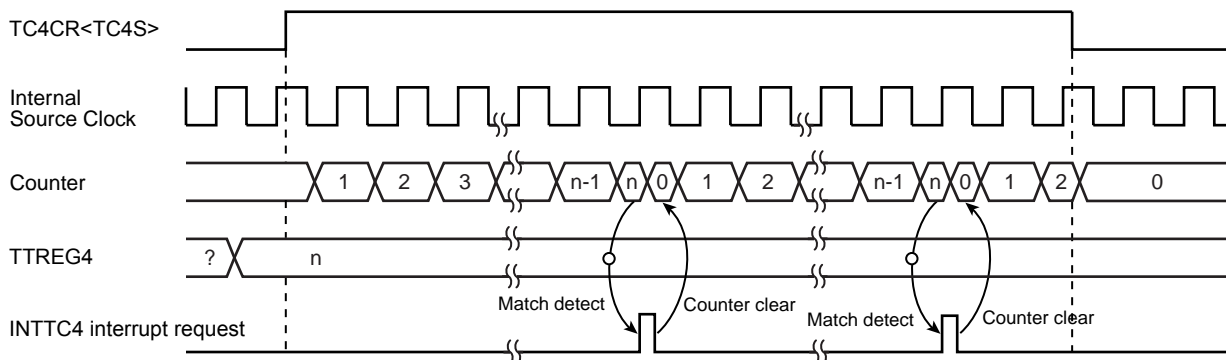 TC4CR<TC4S>
Internal
Source Clock
Counter 1 2 3 n-1 n 0 1 2 n-1 n 0 1 2 0
TTREG4 ? n
Match detect Counter clear Match detect Counter clear
INTTC4 interrupt request